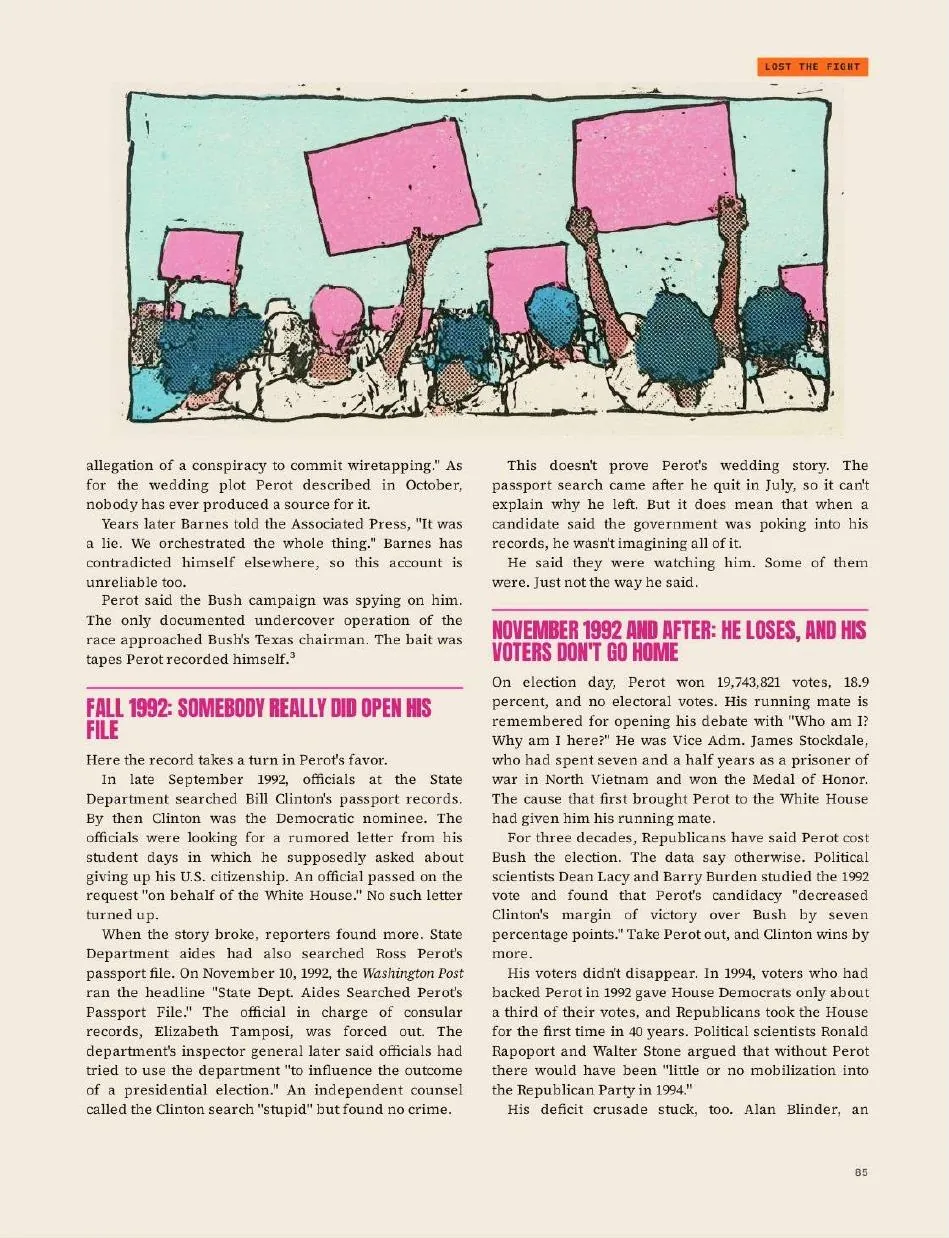 LOST THE FIGHT
allegation of a conspiracy to commit wiretapping." As
for the wedding plot Perot described in October,
nobody has ever produced a source for it.
Years later Barnes told the Associated Press, "It was
a lie. We orchestrated the whole thing." Barnes has
contradicted himself elsewhere, so this account is
unreliable too.
Perot said the Bush campaign was spying on him.
The only documented undercover operation of the
race approached Bush's Texas chairman. The bait was
tapes Perot recorded himself.³
FALL 1992: SOMEBODY REALLY DID OPEN HIS
FILE
Here the record takes a turn in Perot's favor.
In late September 1992, officials at the State
Department searched Bill Clinton's passport records.
By then Clinton was the Democratic nominee. The
officials were looking for a rumored letter from his
student days in which he supposedly asked about
giving up his U.S. citizenship. An official passed on the
request "on behalf of the White House." No such letter
turned up.
When the story broke, reporters found more. State
Department aides had also searched Ross Perot's
passport file. On November 10, 1992, the Washington Post
ran the headline "State Dept. Aides Searched Perot's
Passport File." The official in charge of consular
records, Elizabeth Tamposi, was forced out. The
department's inspector general later said officials had
tried to use the department "to influence the outcome
of a presidential election." An independent counsel
called the Clinton search "stupid" but found no crime.
This doesn't prove Perot's wedding story. The
passport search came after he quit in July, so it can't
explain why he left. But it does mean that when a
candidate said the government was poking into his
records, he wasn't imagining all of it.
He said they were watching him. Some of them
were. Just not the way he said.
NOVEMBER 1992 AND AFTER: HE LOSES, AND HIS
VOTERS DON'T GO HOME
On election day, Perot won 19,743,821 votes, 18.9
percent, and no electoral votes. His running mate is
remembered for opening his debate with "Who am I?
Why am I here?" He was Vice Adm. James Stockdale,
who had spent seven and a half years as a prisoner of
war in North Vietnam and won the Medal of Honor.
The cause that first brought Perot to the White House
had given him his running mate.
For three decades, Republicans have said Perot cost
Bush the election. The data say otherwise. Political
scientists Dean Lacy and Barry Burden studied the 1992
vote and found that Perot's candidacy "decreased
Clinton's margin of victory over Bush by seven
percentage points." Take Perot out, and Clinton wins by
more.
His voters didn't disappear. In 1994, voters who had
backed Perot in 1992 gave House Democrats only about
a third of their votes, and Republicans took the House
for the first time in 40 years. Political scientists Ronald
Rapoport and Walter Stone argued that without Perot
there would have been "little or no mobilization into
the Republican Party in 1994."
His deficit crusade stuck, too. Alan Blinder, an
85